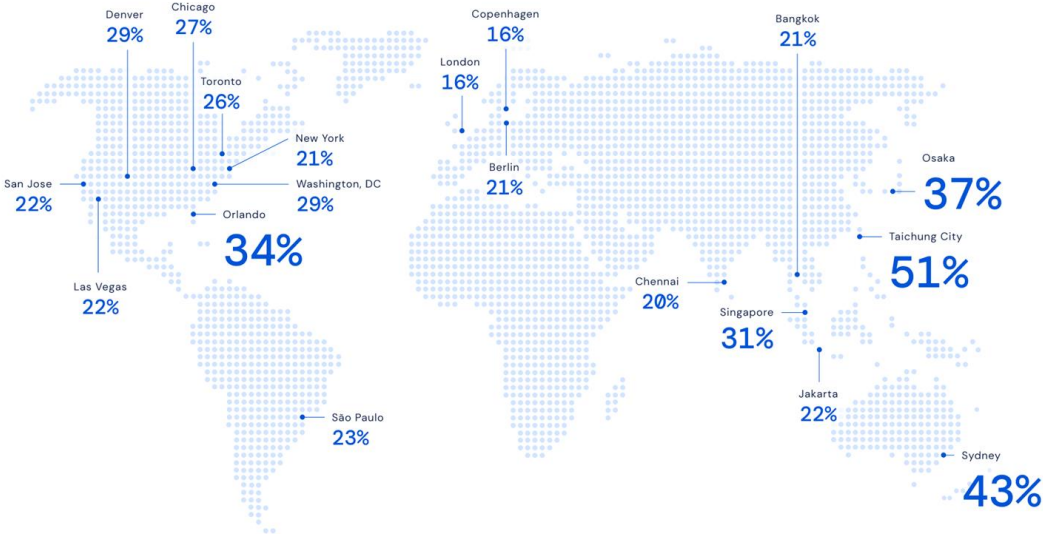 Denver
29%
Chicago
27%
Toronto
26%
New York
21%
San Jose
22%
Washington, DC
29%
Orlando
34%
Las Vegas
22%
São Paulo
23%
Copenhagen
16%
London
16%
Berlin
21%
Bangkok
21%
Osaka
37%
Taichung City
51%
Chennai
20%
Singapore
31%
Jakarta
22%
Sydney
43%